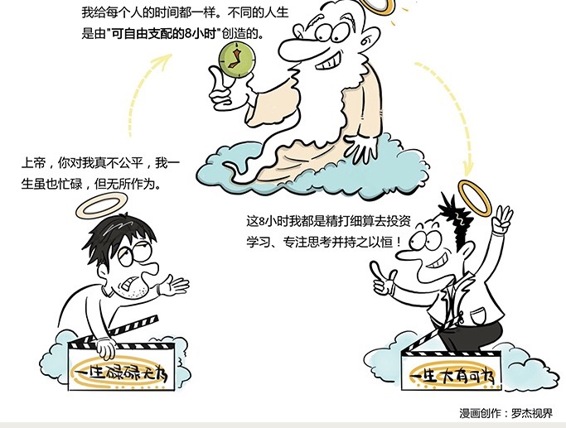 我给每个人的时间都一样。不同的人生
是由"可自由支配的8小时"创造的。
上帝，你对我真不公平，我一
生虽也忙碌，但无所作为。
这8小时我都是精打细算去投资
学习、专注思考并持之以恒！
一生碌碌无为
一生大有可为
漫画创作：罗杰视界